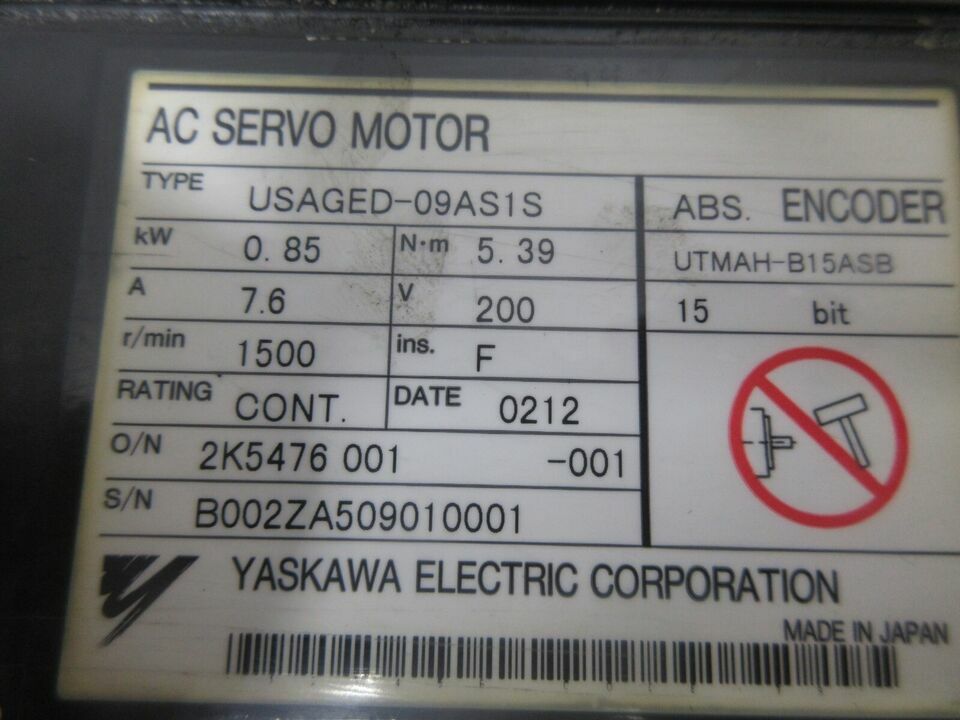 AC SERVO MOTOR
TYPE USAGED-09AS1S
ABS. ENCODER
kW 0.85 N·m 5.39
UTMAH-B15ASB
A 7.6 V 200
15 bit
r/min 1500 ins. F
RATING CONT. DATE 0212
O/N 2K5476 001 -001
S/N B002ZA509010001
YASKAWA ELECTRIC CORPORATION
MADE IN JAPAN